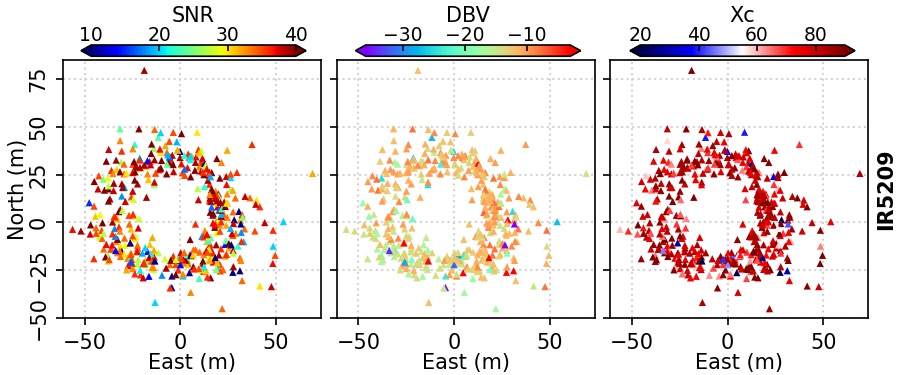 SNR DBV Xc
10 20 30 40 −30 −20 −10 20 40 60 80
75
50
25
0
−25
−50
North (m)
−50 0 50 −50 0 50 −50 0 50
East (m) East (m) East (m)
IR5209